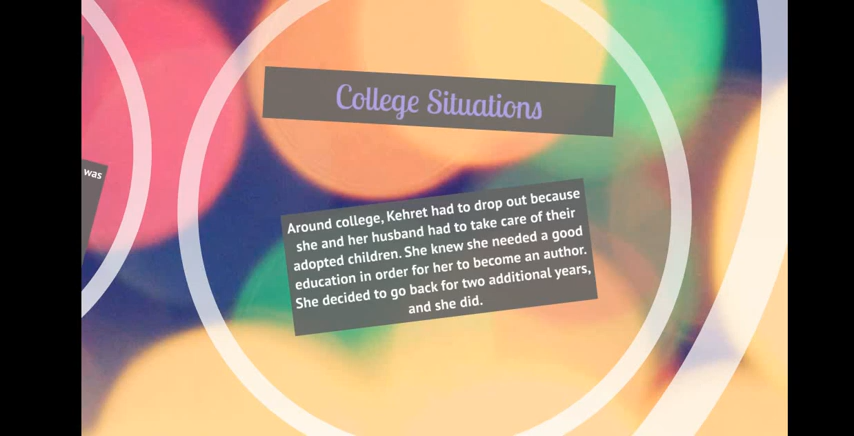 College Situations
was
Around college, Kehret had to drop out because
she and her husband had to take care of their
adopted children. She knew she needed a good
education in order for her to become an author.
She decided to go back for two additional years,
and she did.